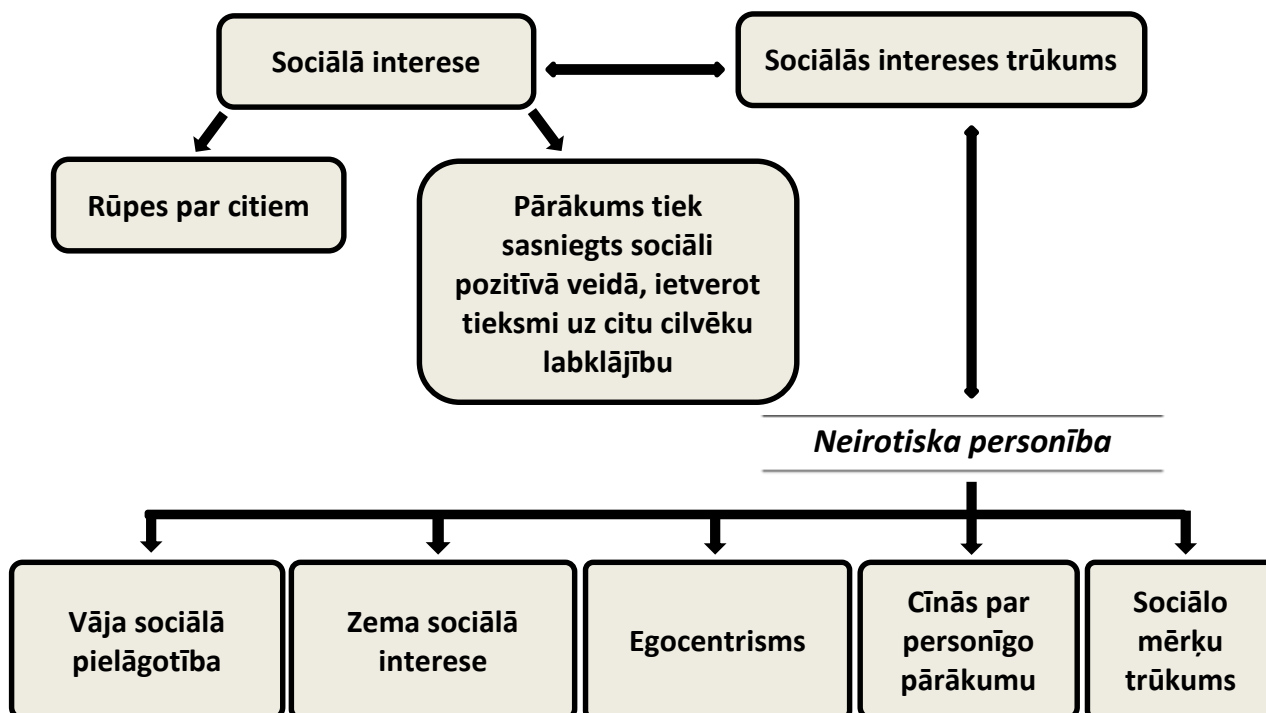 Sociālā interese
Sociālās intereses trūkums
Rūpes par citiem
Pārākums tiek
sasniegts sociāli
pozitīvā veidā, ietverot
tieksmi uz citu cilvēku
labklājību
Neirotiska personība
Vāja sociālā
pielāgotība
Zema sociālā
interese
Egocentrisms
Cīnās par
personīgo
pārākumu
Sociālo
mērķu
trūkums